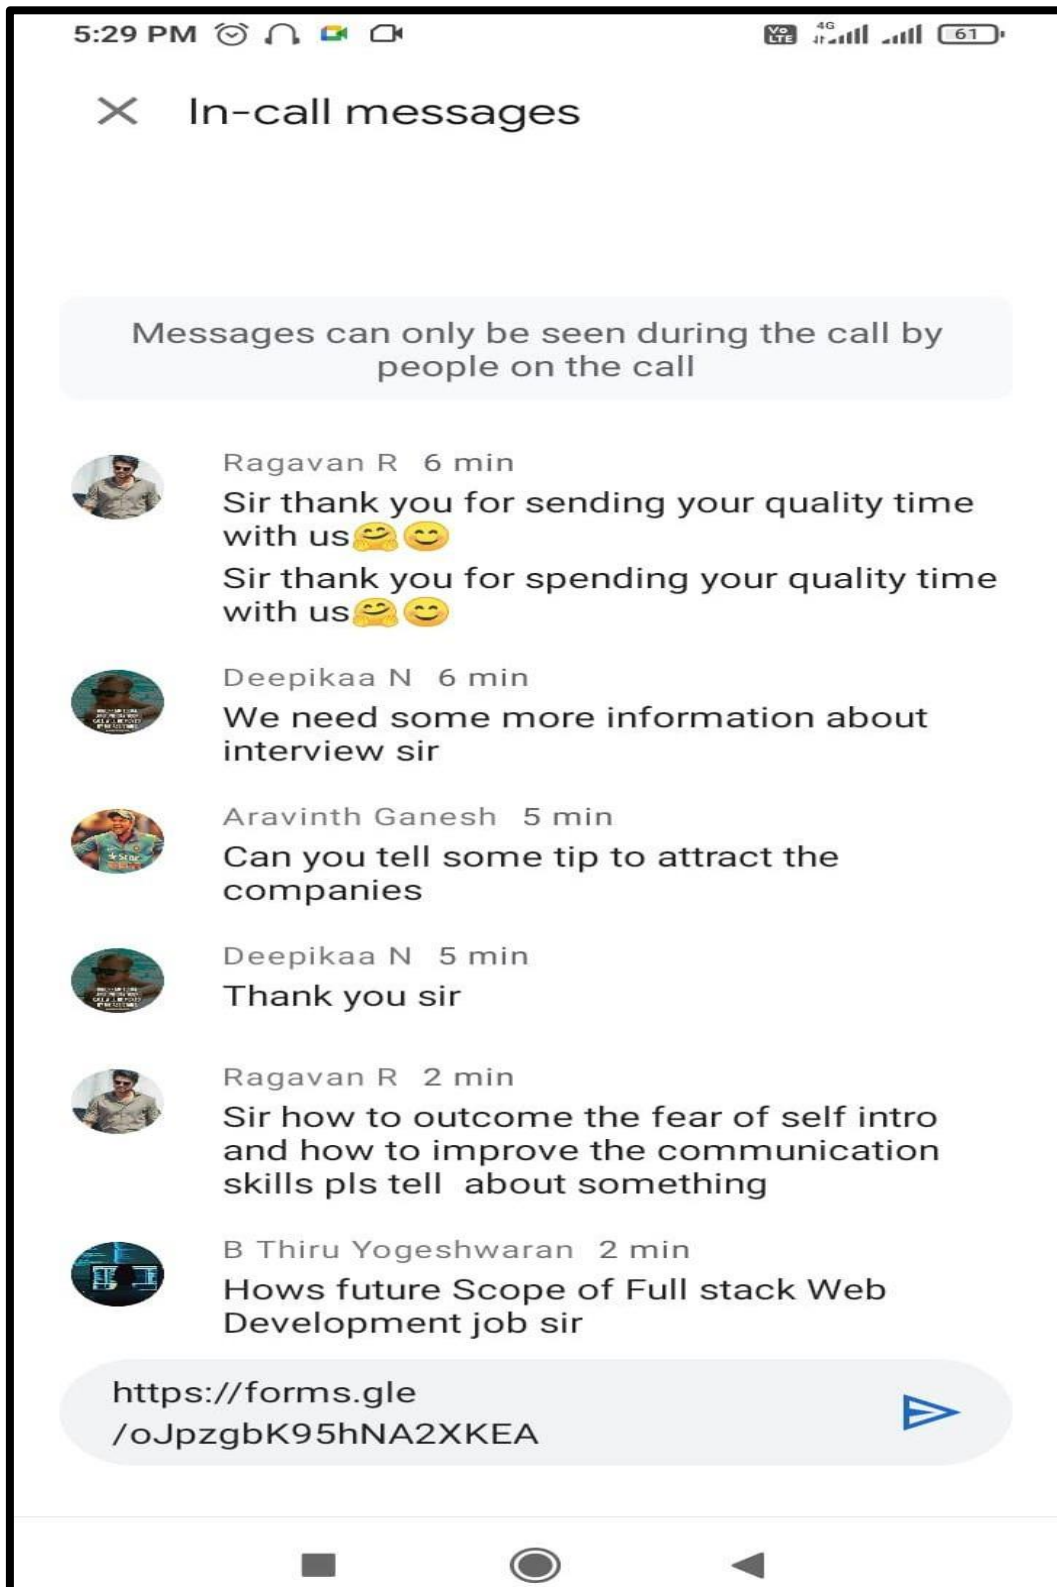 5:29 PM
Vo LTE 4G 61
In-call messages
Messages can only be seen during the call by
people on the call
Ragavan R 6 min
Sir thank you for sending your quality time
with us🤗😊
Sir thank you for spending your quality time
with us🤗😊
Deepikaa N 6 min
We need some more information about
interview sir
Aravinth Ganesh 5 min
Can you tell some tip to attract the
companies
Deepikaa N 5 min
Thank you sir
Ragavan R 2 min
Sir how to outcome the fear of self intro
and how to improve the communication
skills pls tell about something
B Thiru Yogeshwaran 2 min
Hows future Scope of Full stack Web
Development job sir
https://forms.gle
/oJpzgbK95hNA2XKEA